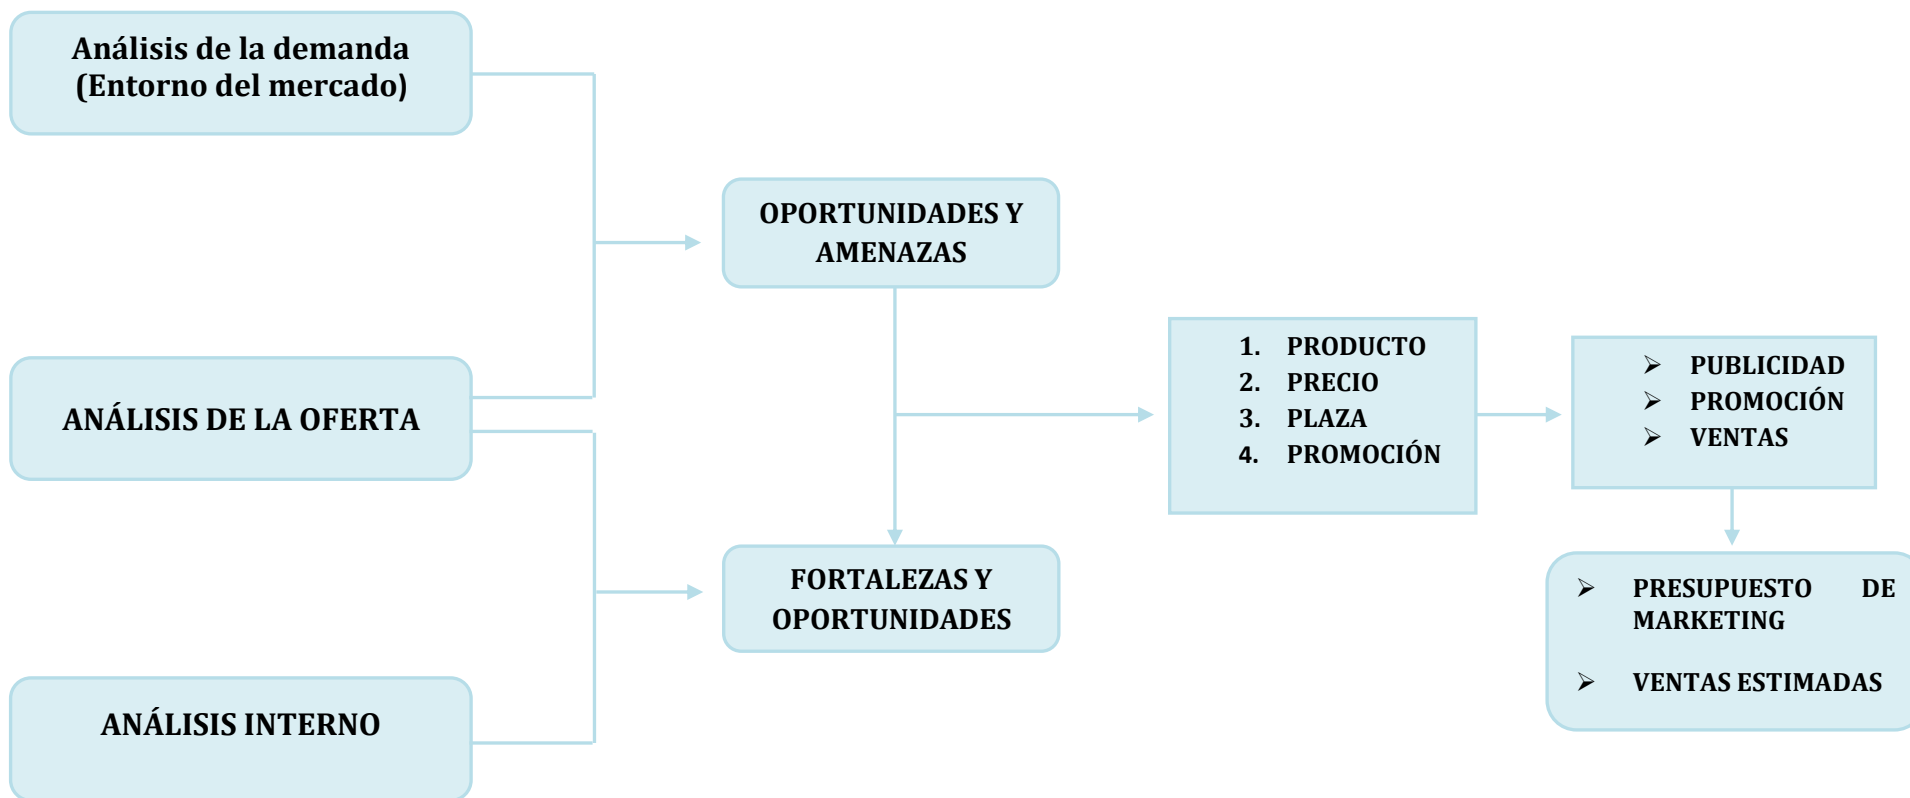 Análisis de la demanda
(Entorno del mercado)
OPORTUNIDADES Y
AMENAZAS
ANÁLISIS DE LA OFERTA
FORTALEZAS Y
OPORTUNIDADES
ANÁLISIS INTERNO
1. PRODUCTO
2. PRECIO
3. PLAZA
4. PROMOCIÓN
➢ PUBLICIDAD
➢ PROMOCIÓN
➢ VENTAS
➢ PRESUPUESTO DE
MARKETING
➢ VENTAS ESTIMADAS